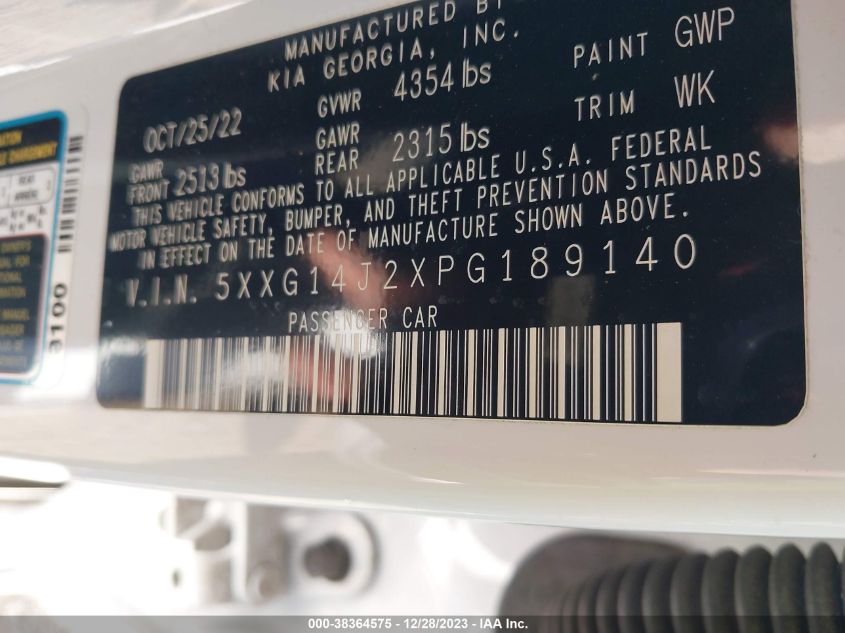 MANUFACTURED BY
KIA GEORGIA, INC.
OCT/25/22 GVWR 4354 lbs PAINT GWP
GAWR FRONT 2513 lbs GAWR REAR 2315 lbs TRIM WK
THIS VEHICLE CONFORMS TO ALL APPLICABLE U.S.A. FEDERAL
MOTOR VEHICLE SAFETY, BUMPER, AND THEFT PREVENTION STANDARDS
IN EFFECT ON THE DATE OF MANUFACTURE SHOWN ABOVE.
V.I.N. 5XXG14J2XPG189140
PASSENGER CAR
3100
000-38364575 - 12/28/2023 - IAA Inc.